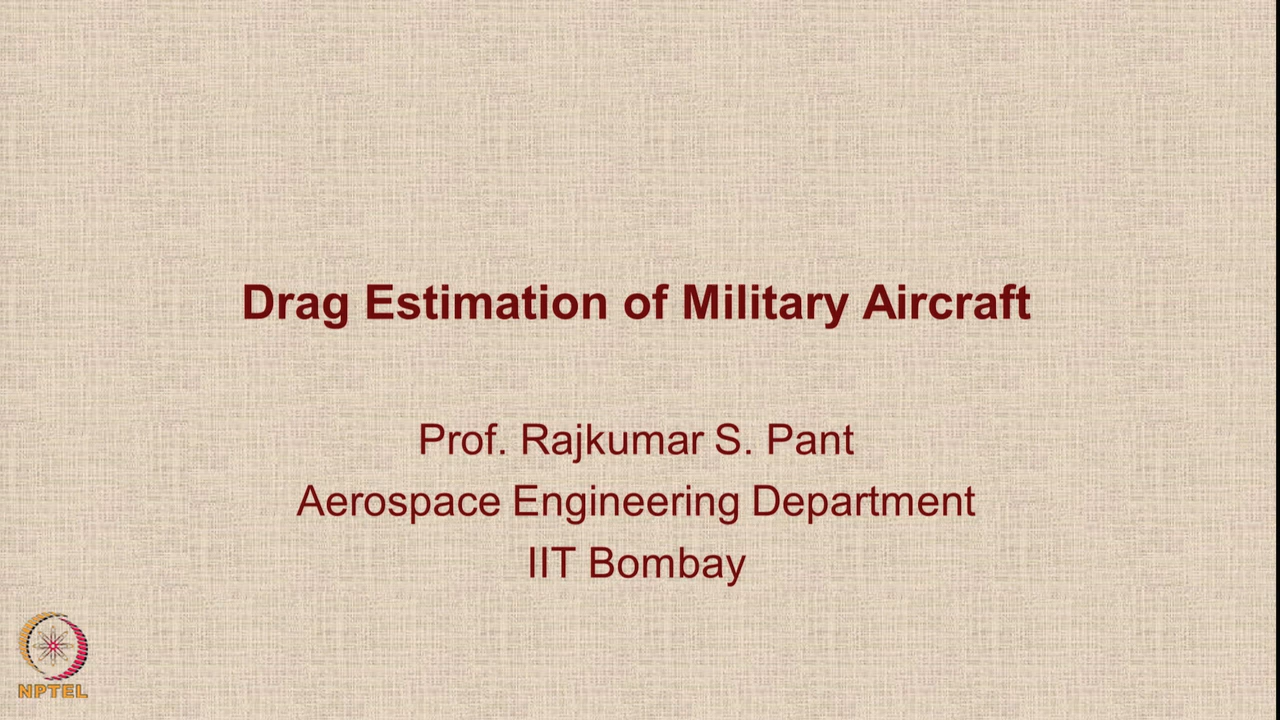 Drag Estimation of Military Aircraft
Prof. Rajkumar S. Pant
Aerospace Engineering Department
IIT Bombay
NPTEL